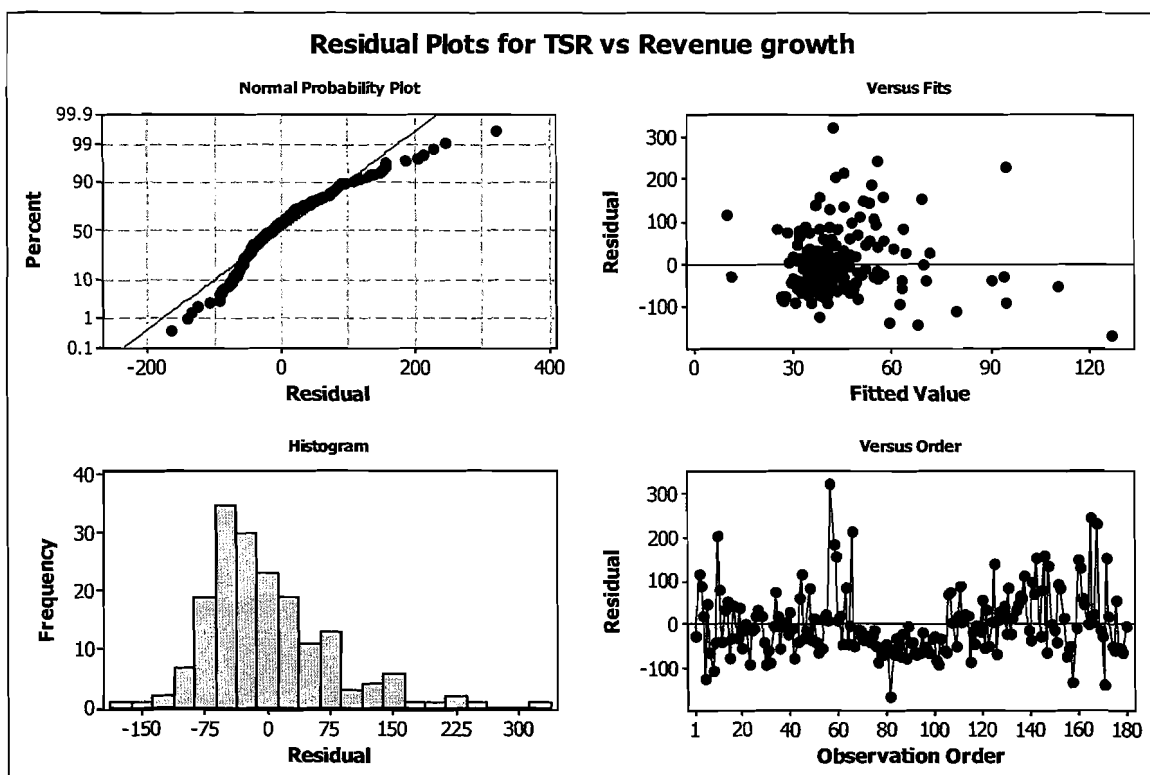 Residual Plots for TSR vs Revenue growth
Normal Probability Plot
99.9
99
90
50
10
1
0.1
Percent
-200 0 200 400
Residual
Versus Fits
300
200
100
0
-100
Residual
0 30 60 90 120
Fitted Value
Histogram
40
30
20
10
0
Frequency
-150 -75 0 75 150 225 300
Residual
Versus Order
300
200
100
0
-100
Residual
1 20 40 60 80 100 120 140 160 180
Observation Order